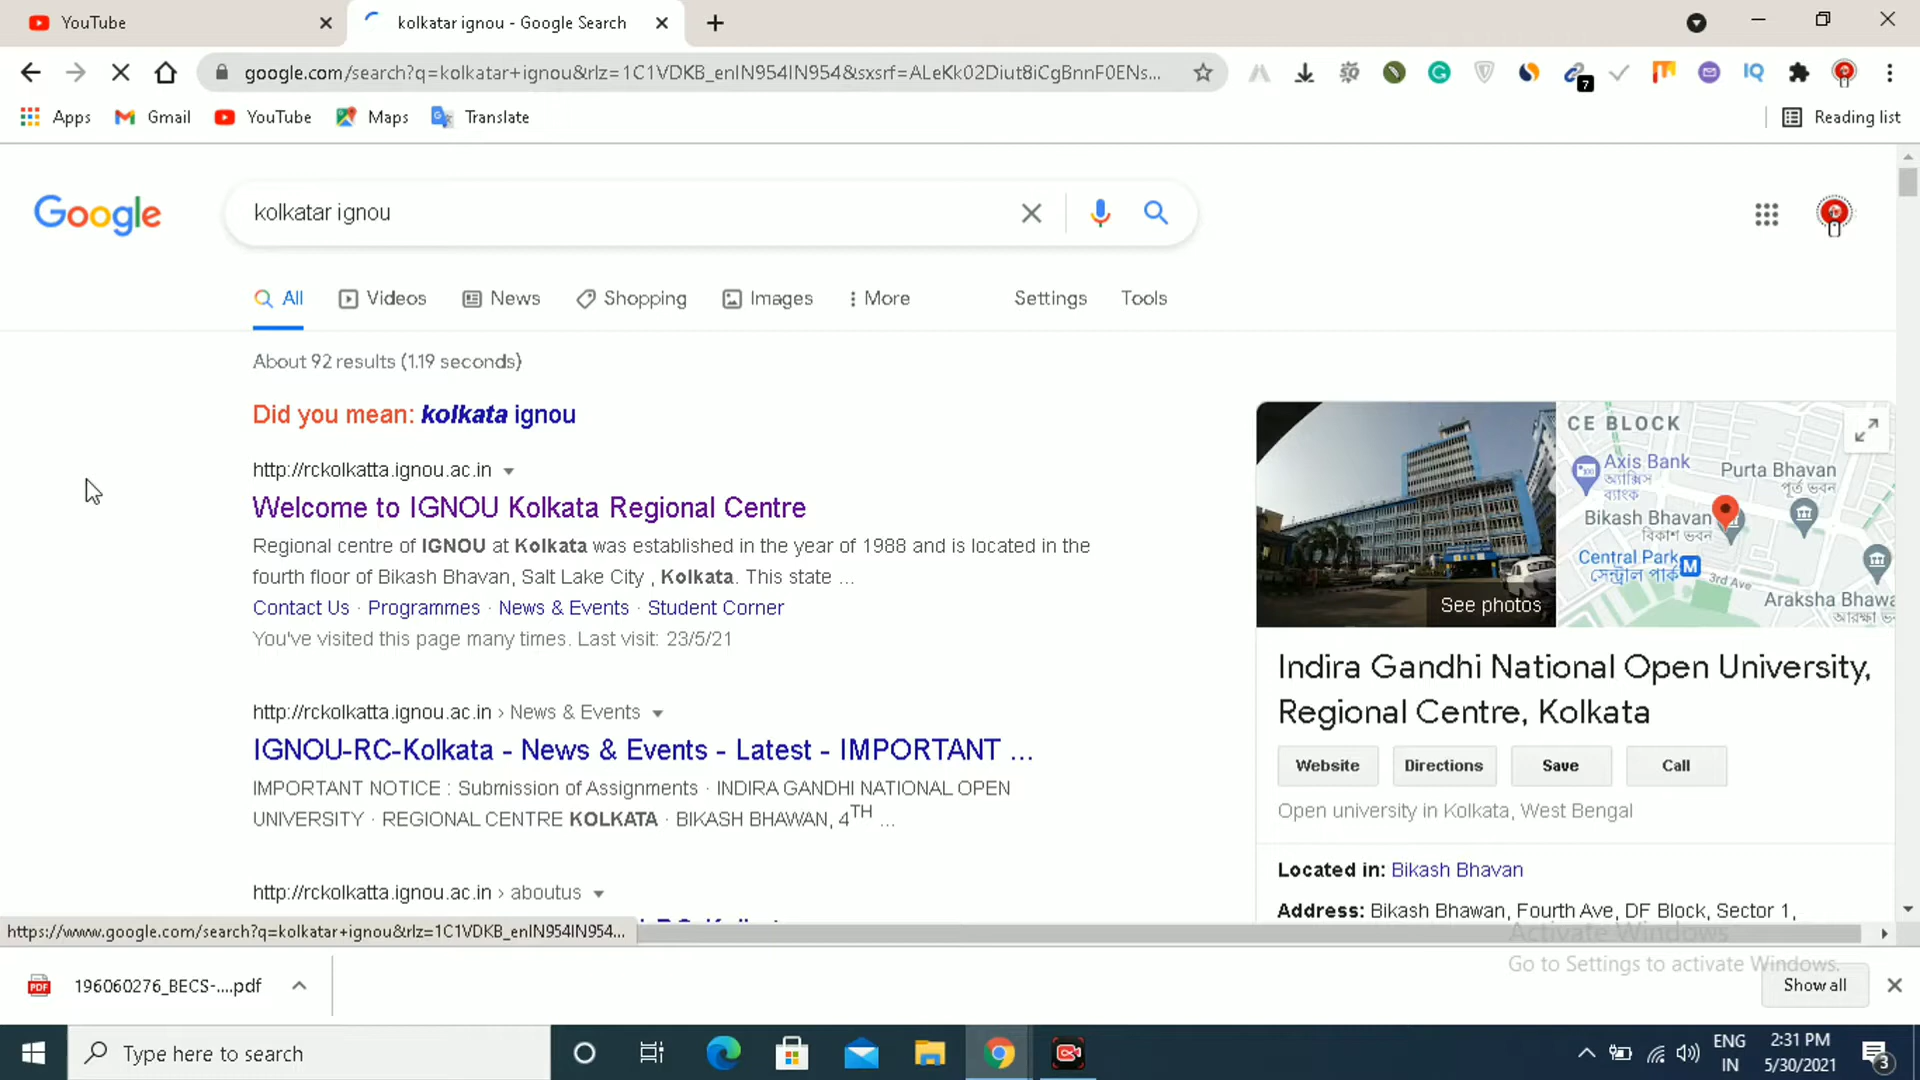 YouTube
kolkatar ignou - Google Search
google.com/search?q=kolkatar+ignou&rlz=1C1VDKB_enIN954IN954&sxsrf=ALeKk02Diut8iCgBnnF0ENs...
7
IQ
Apps
Gmail
YouTube
Maps
Translate
Reading list
Google
kolkatar ignou
All
Videos
News
Shopping
Images
More
Settings
Tools
About 92 results (1.19 seconds)
Did you mean: kolkata ignou
http://rckolkatta.ignou.ac.in
Welcome to IGNOU Kolkata Regional Centre
Regional centre of IGNOU at Kolkata was established in the year of 1988 and is located in the
fourth floor of Bikash Bhavan, Salt Lake City , Kolkata. This state ...
Contact Us · Programmes · News & Events · Student Corner
You've visited this page many times. Last visit: 23/5/21
http://rckolkatta.ignou.ac.in › News & Events
IGNOU-RC-Kolkata - News & Events - Latest - IMPORTANT ...
IMPORTANT NOTICE : Submission of Assignments · INDIRA GANDHI NATIONAL OPEN
UNIVERSITY · REGIONAL CENTRE KOLKATA · BIKASH BHAWAN, 4TH ...
http://rckolkatta.ignou.ac.in › aboutus
See photos
CE BLOCK
Axis Bank
অ্যাক্সিস
ব্যাংক
Purta Bhavan
পূর্ত ভবন
Bikash Bhavan
বিকাশ ভবন
Central Park
সেন্ট্রাল পার্ক
M
3rd Ave
Araksha Bhawa
Indira Gandhi National Open University,
Regional Centre, Kolkata
Website
Directions
Save
Call
Open university in Kolkata, West Bengal
Located in: Bikash Bhavan
Address: Bikash Bhawan, Fourth Ave, DF Block, Sector 1,
Activate Windows
Go to Settings to activate Windows.
https://www.google.com/search?q=kolkatar+ignou&rlz=1C1VDKB_enIN954IN954...
PDF
196060276_BECS-....pdf
Show all
Type here to search
ENG
IN
2:31 PM
5/30/2021
3